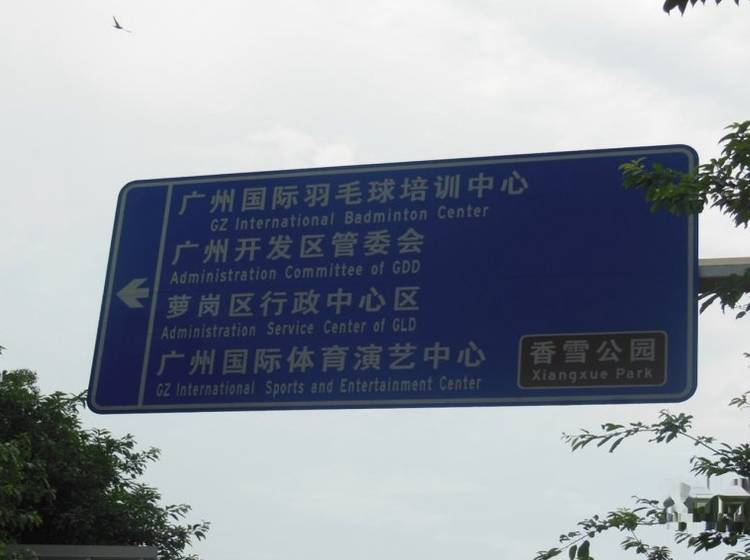 广州国际羽毛球培训中心
GZ International Badminton Center
广州开发区管委会
Administration Committee of GDD
萝岗区行政中心区
Administration Service Center of GLD
广州国际体育演艺中心
GZ International Sports and Entertainment Center
香雪公园
Xiangxue Park